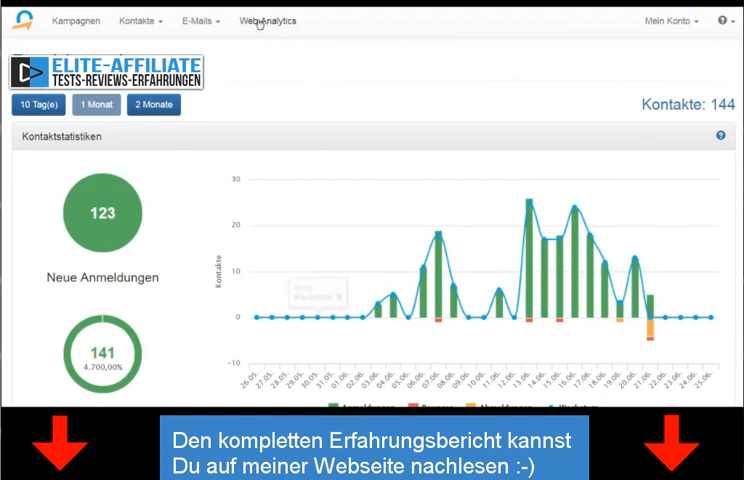 Kampagnen Kontakte E-Mails Web-Analytics Mein Konto
ELITE-AFFILIATE
TESTS-REVIEWS-ERFAHRUNGEN
10 Tag(e) 1 Monat 2 Monate Kontakte: 144
Kontaktstatistiken
123
Neue Anmeldungen
141
4.700,00%
Kontakte
30
20
10
0
-10
26.05. 27.05. 28.05. 29.05. 30.05. 31.05. 01.06. 02.06. 03.06. 04.06. 05.06. 06.06. 07.06. 08.06. 09.06. 10.06. 11.06. 12.06. 13.06. 14.06. 15.06. 16.06. 17.06. 18.06. 19.06. 20.06. 21.06. 22.06. 23.06. 24.06. 25.06.
Den kompletten Erfahrungsbericht kannst
Du auf meiner Webseite nachlesen :-)